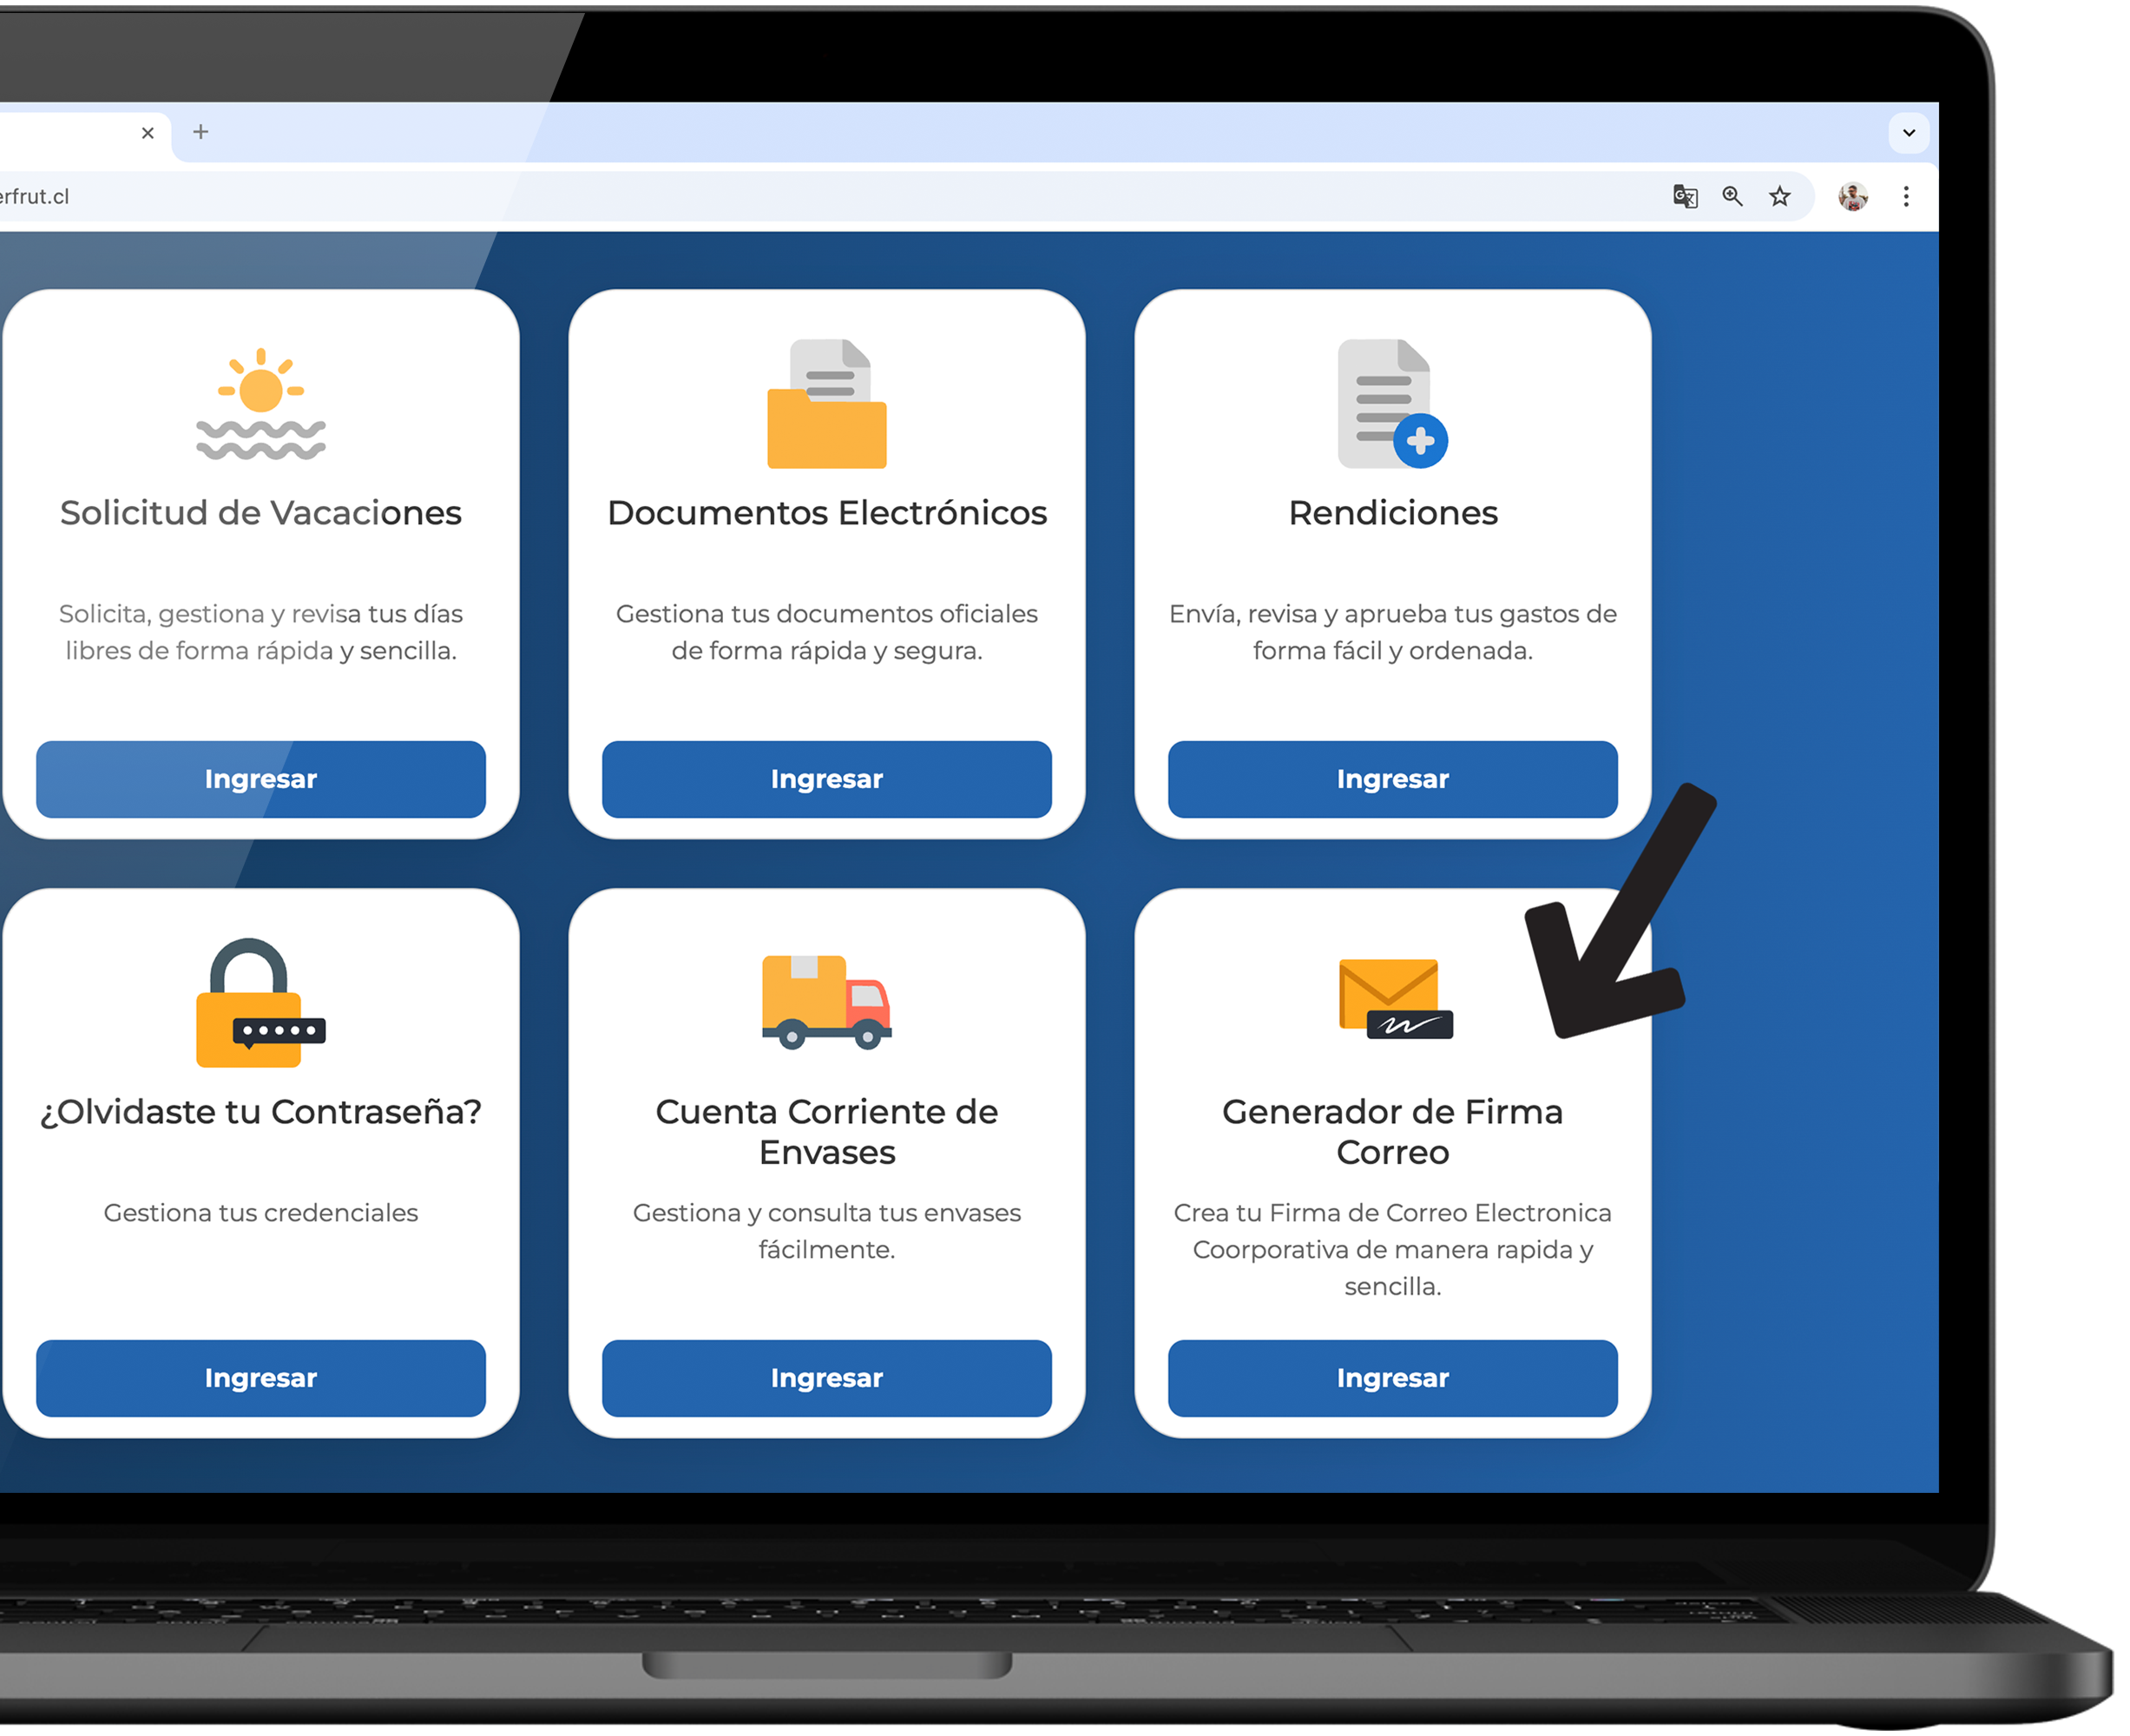 erfrut.cl
Solicitud de Vacaciones
Solicita, gestiona y revisa tus días
libres de forma rápida y sencilla.
Ingresar
Documentos Electrónicos
Gestiona tus documentos oficiales
de forma rápida y segura.
Ingresar
Rendiciones
Envía, revisa y aprueba tus gastos de
forma fácil y ordenada.
Ingresar
¿Olvidaste tu Contraseña?
Gestiona tus credenciales
Ingresar
Cuenta Corriente de
Envases
Gestiona y consulta tus envases
fácilmente.
Ingresar
Generador de Firma
Correo
Crea tu Firma de Correo Electronica
Coorporativa de manera rapida y
sencilla.
Ingresar